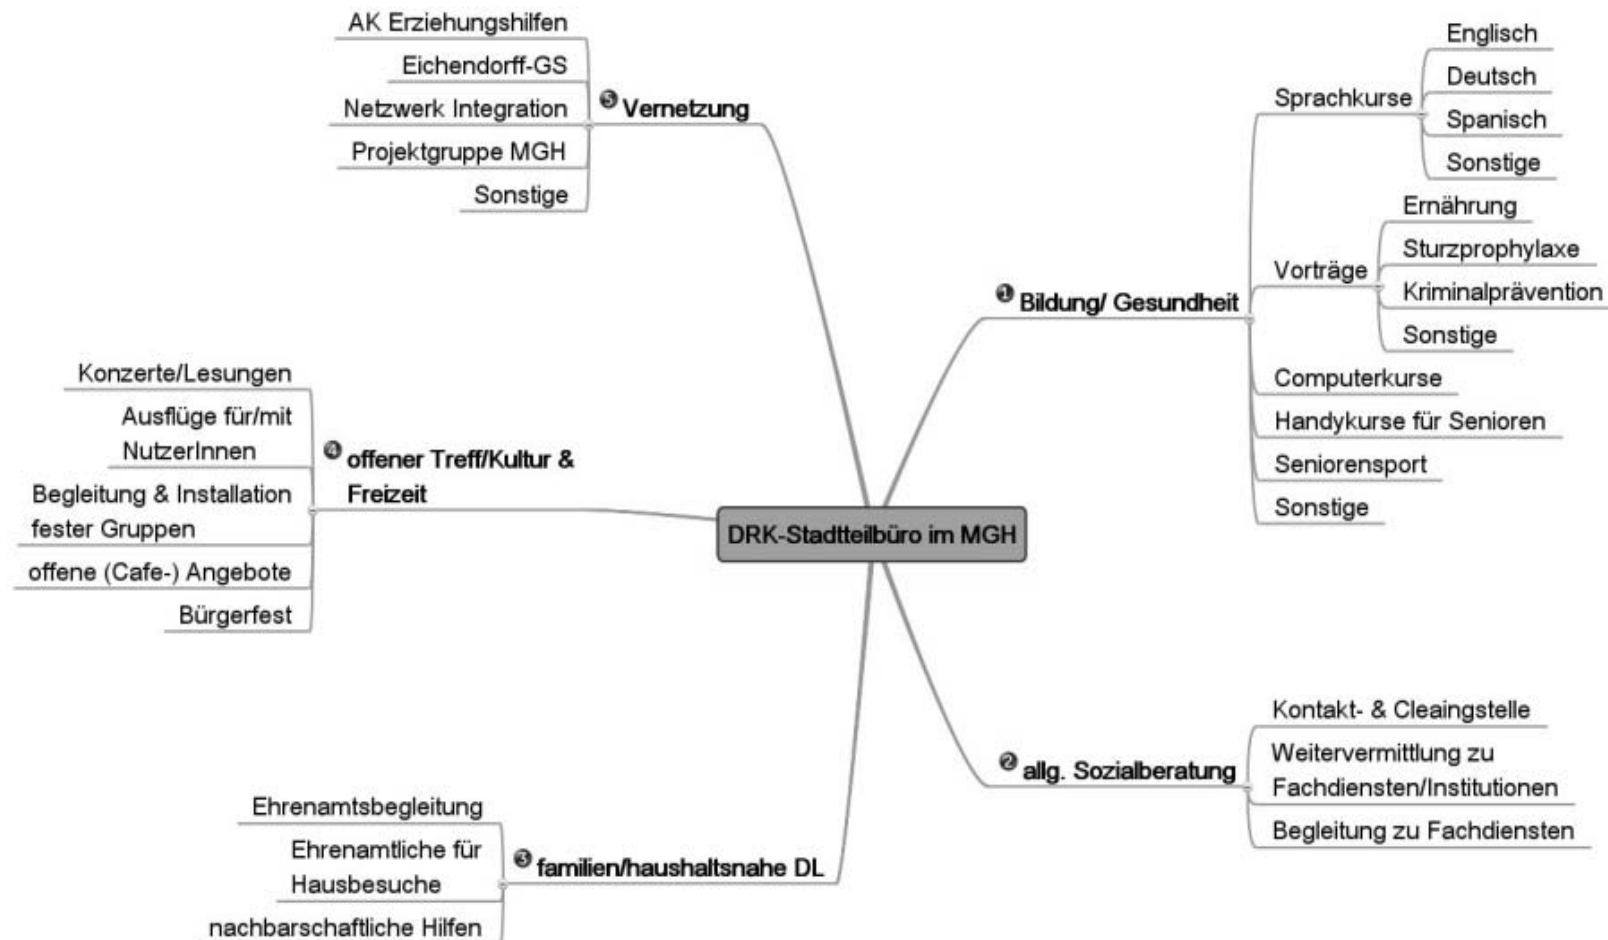 AK Erziehungshilfen
Eichendorff-GS
Netzwerk Integration
Projektgruppe MGH
Sonstige
❺ Vernetzung
Englisch
Deutsch
Spanisch
Sonstige
Sprachkurse
Ernährung
Sturzprophylaxe
Kriminalprävention
Sonstige
Vorträge
❶ Bildung/ Gesundheit
Computerkurse
Handykurse für Senioren
Seniorensport
Sonstige
Konzerte/Lesungen
Ausflüge für/mit
NutzerInnen
Begleitung & Installation
fester Gruppen
offene (Cafe-) Angebote
Bürgerfest
❹ offener Treff/Kultur &
Freizeit
DRK-Stadtteilbüro im MGH
Kontakt- & Cleaingstelle
Weitervermittlung zu
Fachdiensten/Institutionen
Begleitung zu Fachdiensten
❷ allg. Sozialberatung
Ehrenamtsbegleitung
Ehrenamtliche für
Hausbesuche
nachbarschaftliche Hilfen
❸ familien/haushaltsnahe DL